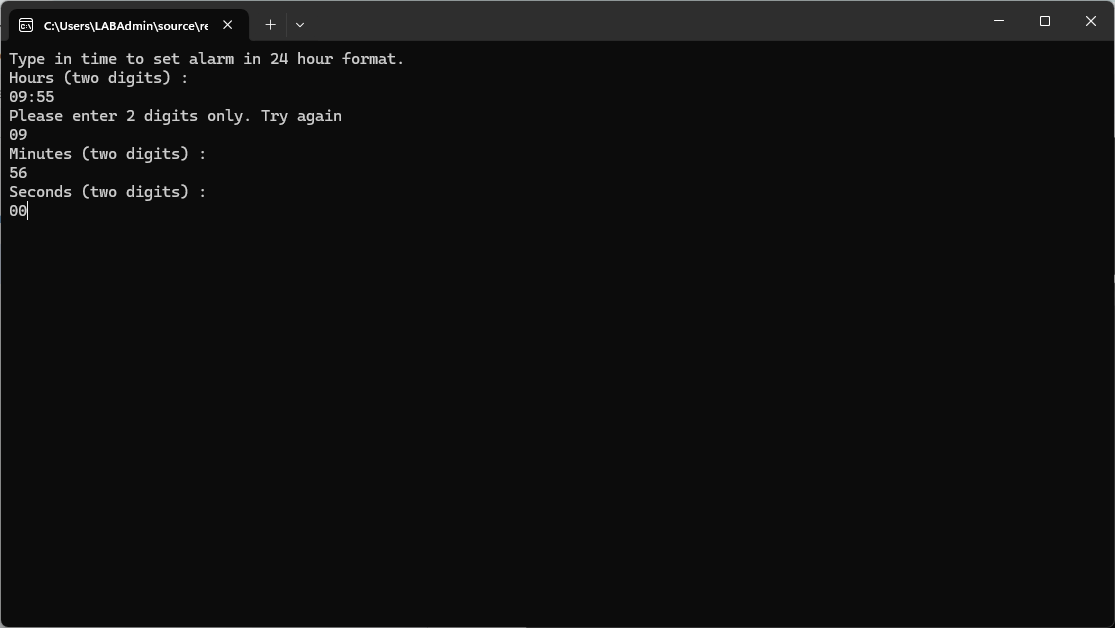 C:\Users\LABAdmin\source\re
Type in time to set alarm in 24 hour format.
Hours (two digits) :
09:55
Please enter 2 digits only. Try again
09
Minutes (two digits) :
56
Seconds (two digits) :
00